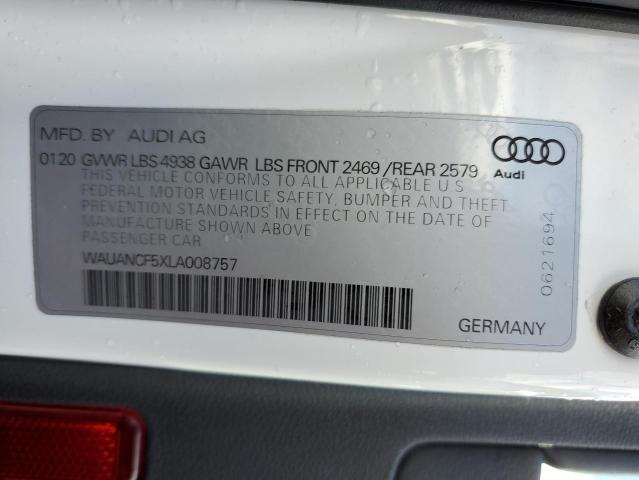 MFD. BY AUDI AG
0120 GVWR LBS 4938 GAWR LBS FRONT 2469 /REAR 2579
THIS VEHICLE CONFORMS TO ALL APPLICABLE U S
FEDERAL MOTOR VEHICLE SAFETY, BUMPER AND THEFT
PREVENTION STANDARDS IN EFFECT ON THE DATE OF
MANUFACTURE SHOWN ABOVE
PASSENGER CAR
WAUANCF5XLA008757
GERMANY
Audi
0621694